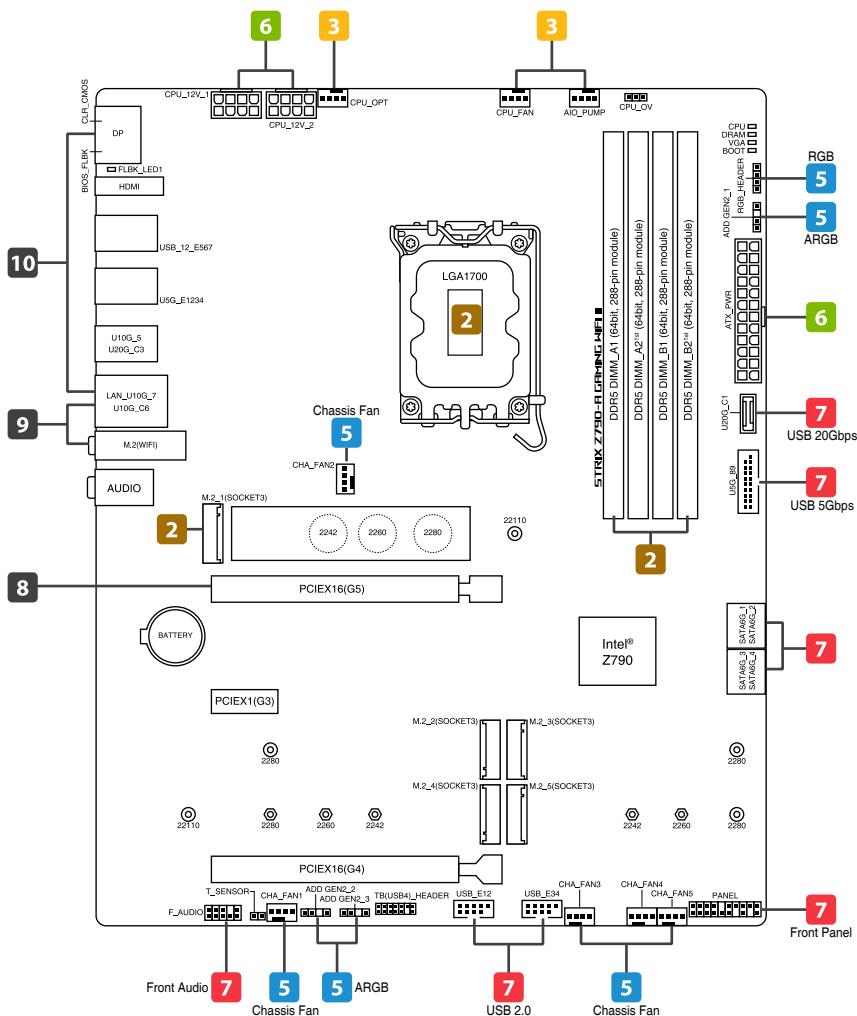 6
3
3
CPU_12V_1
CPU_12V_2
CPU_OPT
CPU_FAN
AIO_PUMP
CPU_OV
CLR_CMOS
DP
BIOS_FLBK
FLBK_LED1
HDMI
CPU
DRAM
VGA
BOOT
RGB_HEADER
RGB
5
ADD GEN2_1
5
ARGB
10
USB_12_E567
U5G_E1234
U10G_5
U20G_C3
LGA1700
2
STRIX Z790-A GAMING WIFI II
DDR5 DIMM_A1 (64bit, 288-pin module)
DDR5 DIMM_A2¹ˢᵗ (64bit, 288-pin module)
DDR5 DIMM_B1 (64bit, 288-pin module)
DDR5 DIMM_B2¹ˢᵗ (64bit, 288-pin module)
ATX_PWR
6
LAN_U10G_7
U10G_C6
9
M.2(WIFI)
AUDIO
Chassis Fan
5
CHA_FAN2
U20G_C1
7
USB 20Gbps
U5G_89
7
USB 5Gbps
M.2_1(SOCKET3)
2
2242
2260
2280
22110
2
8
PCIEX16(G5)
BATTERY
Intel®
Z790
SATA6G_1
SATA6G_2
SATA6G_3
SATA6G_4
7
PCIEX1(G3)
M.2_2(SOCKET3)
M.2_3(SOCKET3)
2280
2280
M.2_4(SOCKET3)
M.2_5(SOCKET3)
22110
2280
2260
2242
2242
2260
2280
PCIEX16(G4)
F_AUDIO
T_SENSOR
CHA_FAN1
ADD GEN2_2
ADD GEN2_3
TB(USB4)_HEADER
USB_E12
USB_E34
CHA_FAN3
CHA_FAN4
CHA_FAN5
PANEL
7
Front Panel
Front Audio
7
5
Chassis Fan
5
ARGB
7
USB 2.0
5
Chassis Fan